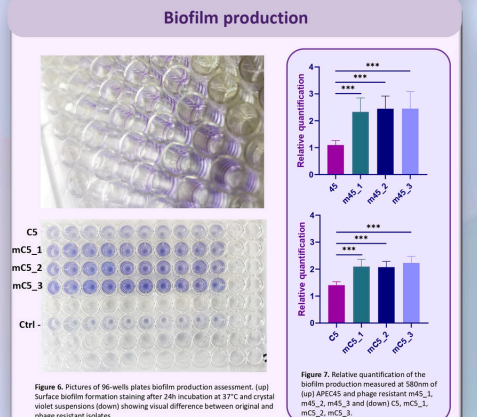 Biofilm production
C5
mC5_1
mC5_2
mC5_3
Ctrl -
Figure 6. Pictures of 96-wells plates biofilm production assessment. (up)
Surface biofilm formation staining after 24h incubation at 37°C and crystal
violet suspensions (down) showing visual difference between original and
phage resistant isolates.
Relative quantification
4
3
2
1
0
***
***
***
45
m45_1
m45_2
m45_3
Relative quantification
4
3
2
1
0
***
***
***
C5
mC5_1
mC5_2
mC5_3
Figure 7. Relative quantification of the
biofilm production measured at 580nm of
(up) APEC45 and phage resistant m45_1,
m45_2, m45_3 and (down) C5, mC5_1,
mC5_2, mC5_3.